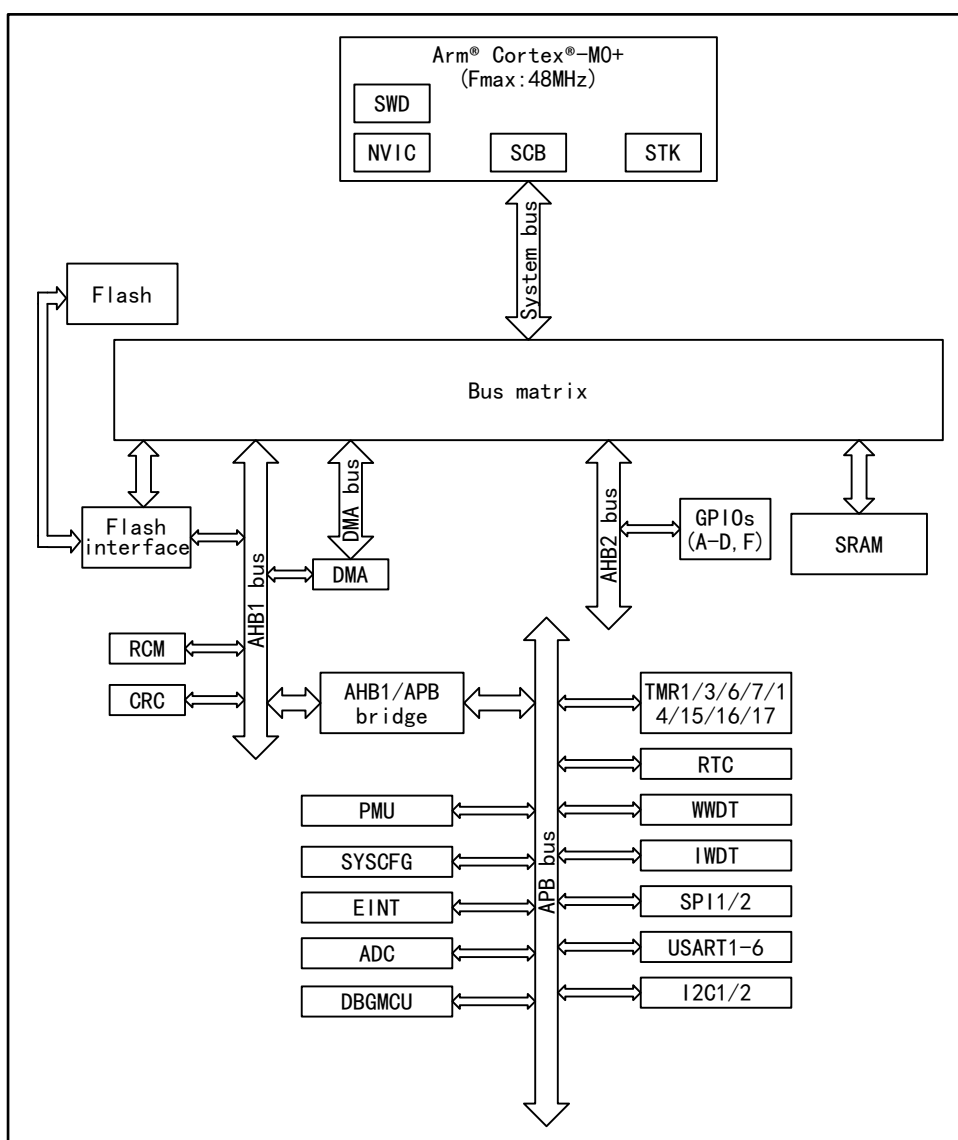 Arm® Cortex®-M0+
(Fmax:48MHz)
SWD
NVIC
SCB
STK
System bus
Flash
Bus matrix
DMA bus
AHB2 bus
Flash
interface
GPIOs
(A-D,F)
SRAM
DMA
AHB1 bus
RCM
CRC
AHB1/APB
bridge
TMR1/3/6/7/1
4/15/16/17
RTC
PMU
WWDT
SYSCFG
IWDT
APB bus
EINT
SPI1/2
ADC
USART1-6
DBGMCU
I2C1/2